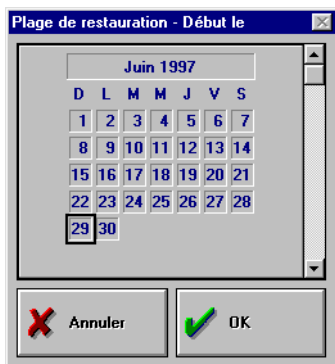 Plage de restauration - Début le
Juin 1997
D L M M J V S
1 2 3 4 5 6 7
8 9 10 11 12 13 14
15 16 17 18 19 20 21
22 23 24 25 26 27 28
29 30
Annuler OK